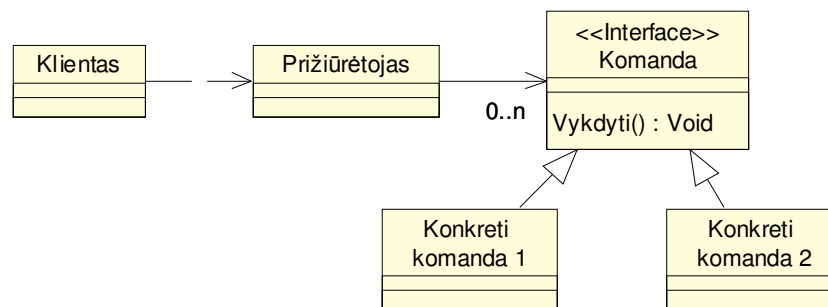 Klientas
Prižiūrėtojas
<<Interface>>
Komanda
0..n
Vykdyti() : Void
Konkreti
komanda 1
Konkreti
komanda 2